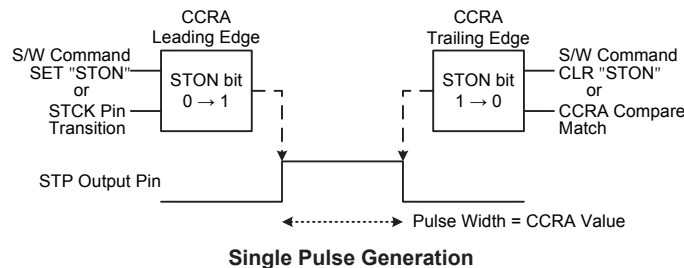 CCRA
Leading Edge
S/W Command
SET "STON"
or
STCK Pin
Transition
STON bit
0 → 1
CCRA
Trailing Edge
STON bit
1 → 0
S/W Command
CLR "STON"
or
CCRA Compare
Match
STP Output Pin
Pulse Width = CCRA Value
Single Pulse Generation